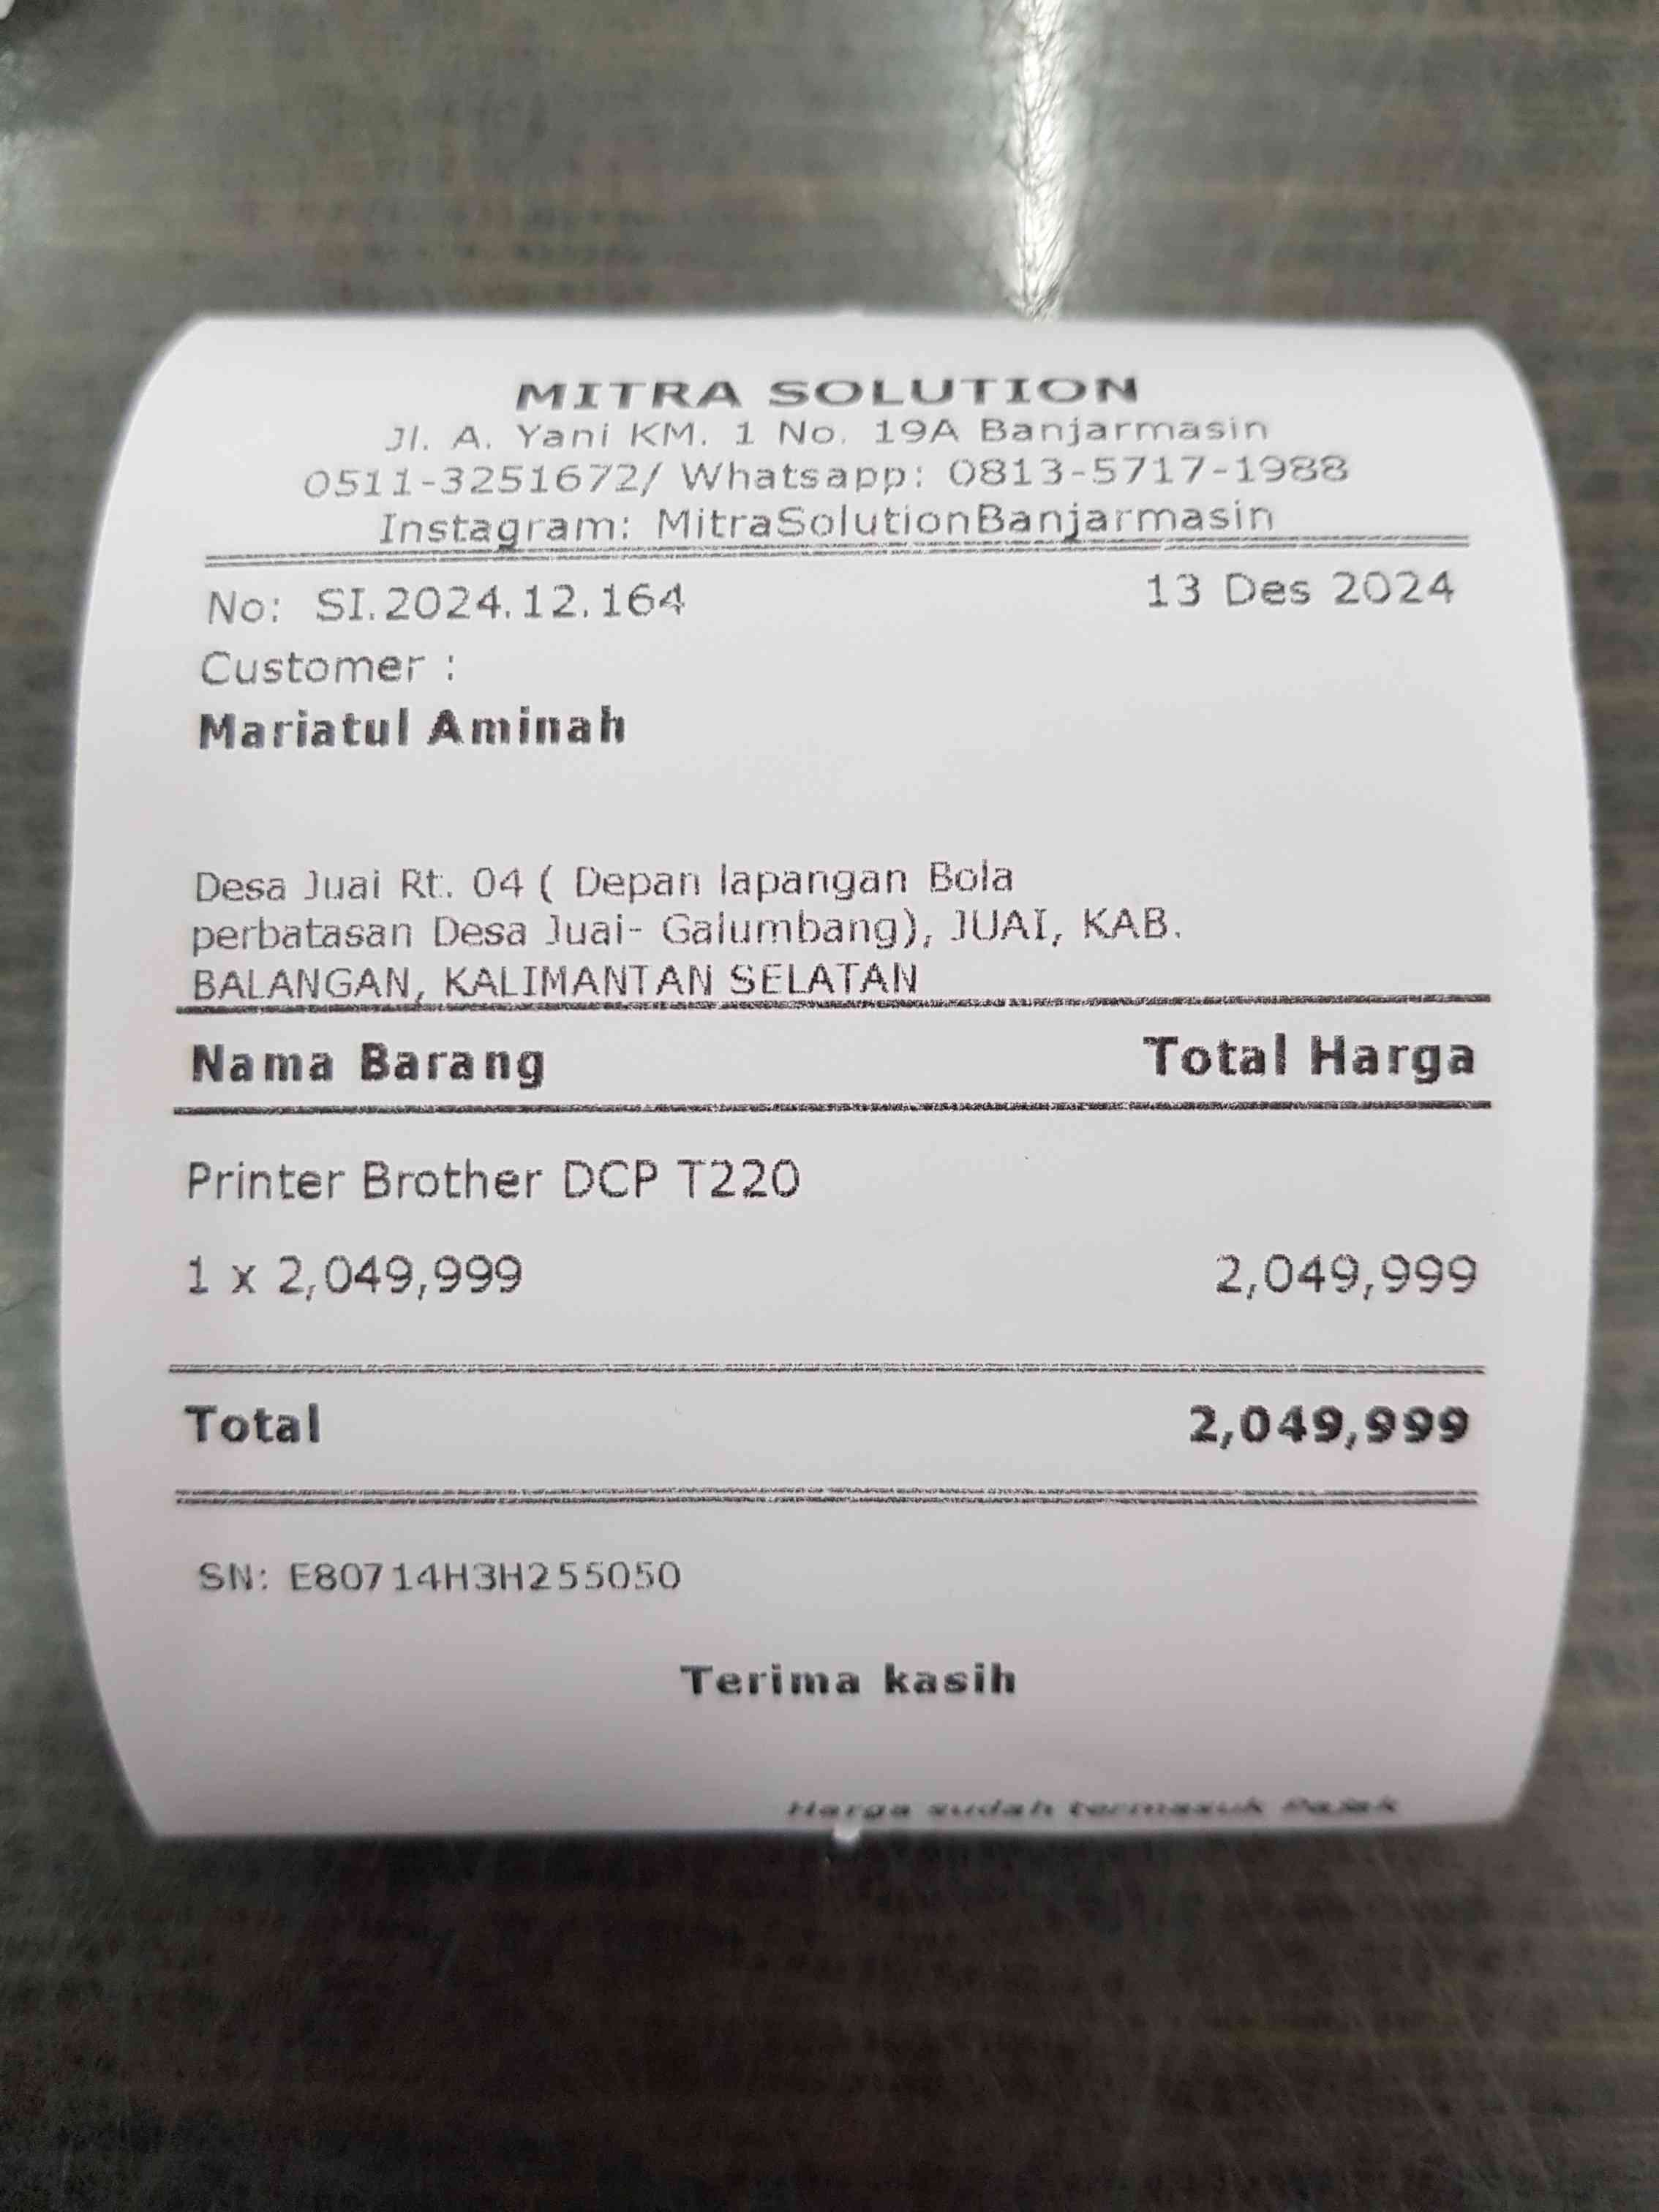 MITRA SOLUTION
Jl. A. Yani KM. 1 No. 19A Banjarmasin
0511-3251672/ Whatsapp: 0813-5717-1988
Instagram: MitraSolutionBanjarmasin
No: SI.2024.12.164 13 Des 2024
Customer :
Mariatul Aminah
Desa Juai Rt. 04 ( Depan lapangan Bola
perbatasan Desa Juai- Galumbang), JUAI, KAB.
BALANGAN, KALIMANTAN SELATAN
Nama Barang Total Harga
Printer Brother DCP T220
1 x 2,049,999 2,049,999
Total 2,049,999
SN: E80714H3H255050
Terima kasih
Harga sudah termasuk Pajak